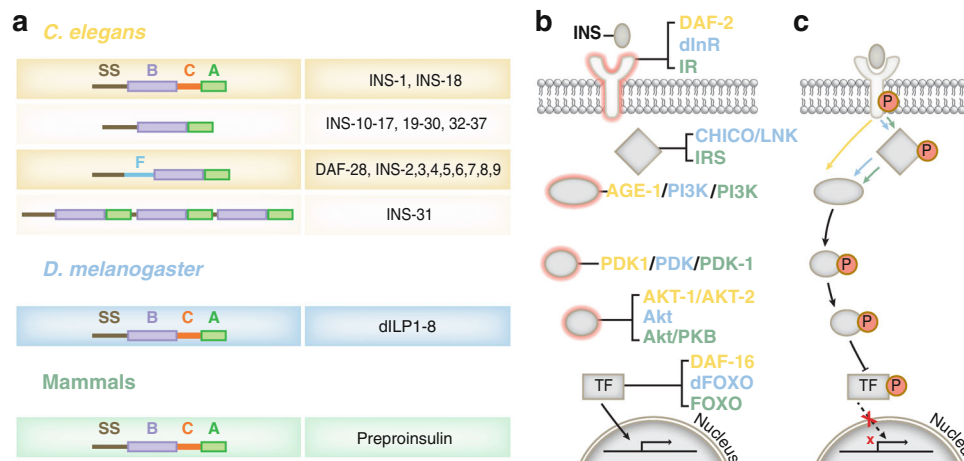 a
C. elegans
SS B C A
INS-1, INS-18
INS-10-17, 19-30, 32-37
F
DAF-28, INS-2,3,4,5,6,7,8,9
INS-31
D. melanogaster
SS B C A
dILP1-8
Mammals
SS B C A
Preproinsulin
b
INS
DAF-2
dInR
IR
CHICO/LNK
IRS
AGE-1/PI3K/PI3K
PDK1/PDK/PDK-1
AKT-1/AKT-2
Akt
Akt/PKB
DAF-16
TF
dFOXO
FOXO
Nucleus
c
P
P
P
P
TF P
x
Nucleus